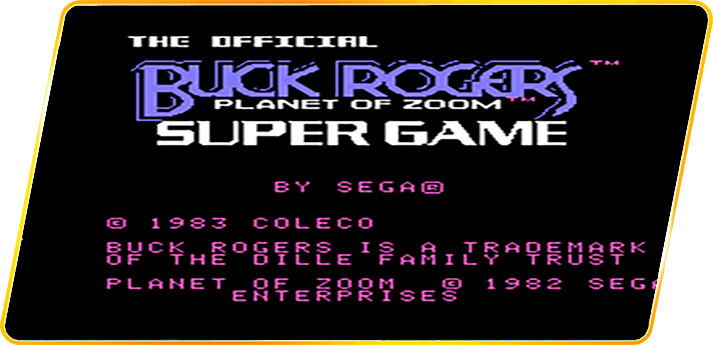 THE OFFICIAL
BUCK ROGERS™
PLANET OF ZOOM™
SUPER GAME
BY SEGA®
© 1983 COLECO
BUCK ROGERS IS A TRADEMARK
OF THE DILLE FAMILY TRUST
PLANET OF ZOOM © 1982 SEGA
ENTERPRISES